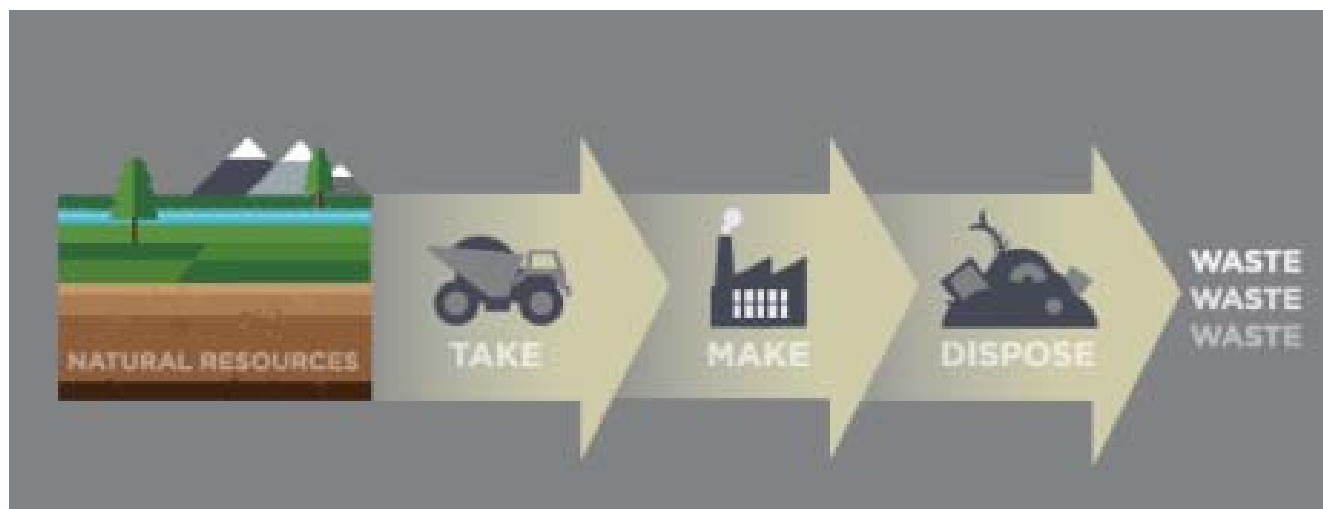 NATURAL RESOURCES
TAKE
MAKE
DISPOSE
WASTE
WASTE
WASTE